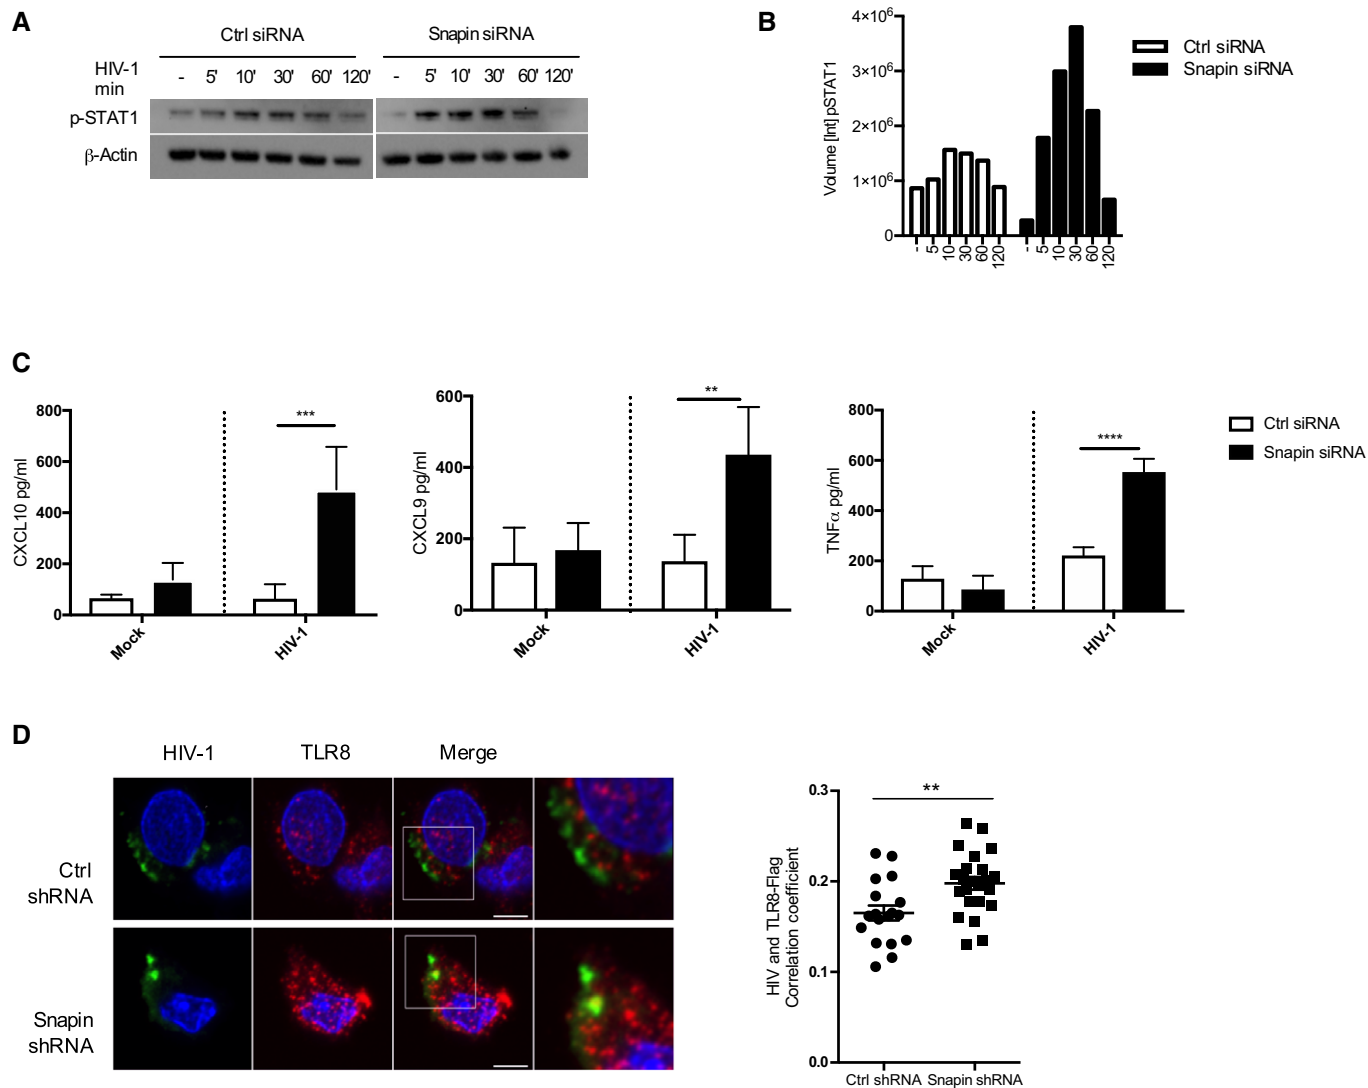 A
Ctrl siRNA
Snapin siRNA
HIV-1
min
- 5' 10' 30' 60' 120'
- 5' 10' 30' 60' 120'
p-STAT1
β-Actin
B
4×10⁶
3×10⁶
2×10⁶
1×10⁶
0
Volume [Int] pSTAT1
- 5 10 30 60 120
- 5 10 30 60 120
Ctrl siRNA
Snapin siRNA
C
800
600
400
200
0
CXCL10 pg/ml
***
Mock
HIV-1
600
400
200
0
CXCL9 pg/ml
**
Mock
HIV-1
800
600
400
200
0
TNFα pg/ml
****
Mock
HIV-1
Ctrl siRNA
Snapin siRNA
D
HIV-1
TLR8
Merge
Ctrl
shRNA
Snapin
shRNA
0.3
0.2
0.1
0.0
HIV and TLR8-Flag
Correlation coefficient
**
Ctrl shRNA
Snapin shRNA